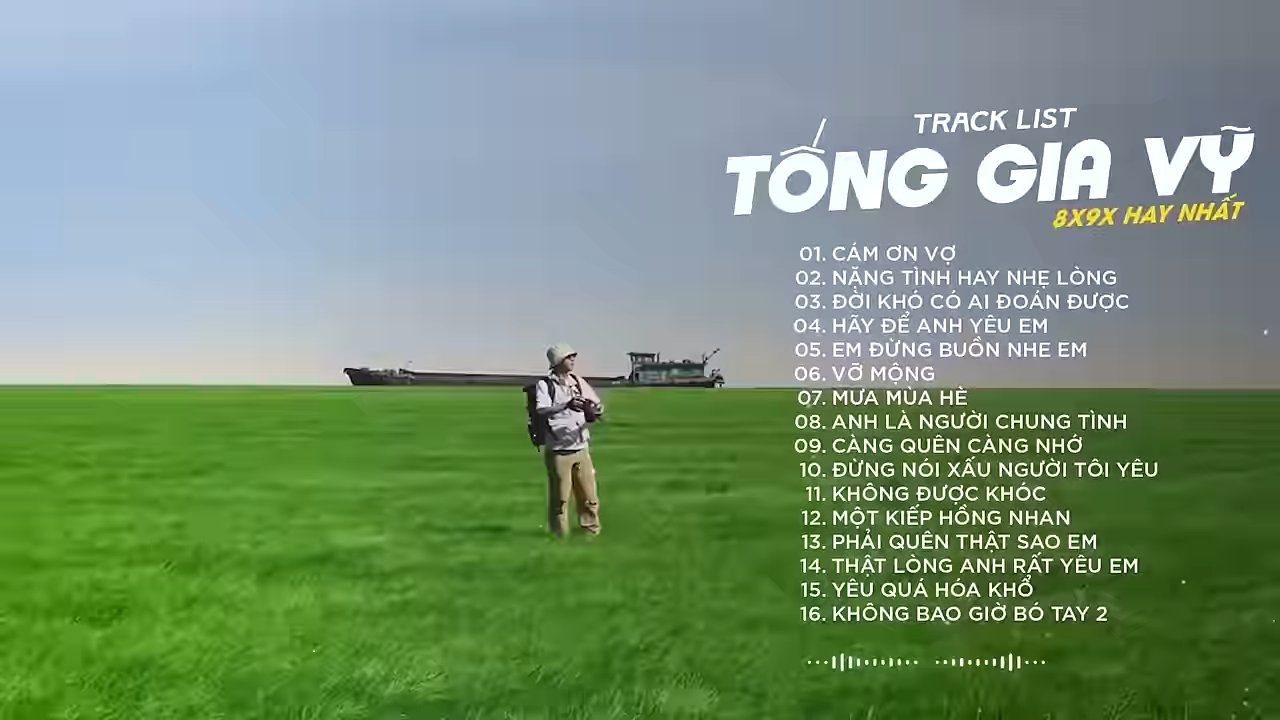 TRACK LIST
TỐNG GIA VỸ
8X9X HAY NHẤT
01. CÁM ƠN VỢ
02. NẶNG TÌNH HAY NHẸ LÒNG
03. ĐỜI KHÓ CÓ AI ĐOÁN ĐƯỢC
04. HÃY ĐỂ ANH YÊU EM
05. EM ĐỪNG BUỒN NHE EM
06. VỠ MỘNG
07. MƯA MÙA HÈ
08. ANH LÀ NGƯỜI CHUNG TÌNH
09. CÀNG QUÊN CÀNG NHỚ
10. ĐỪNG NÓI XẤU NGƯỜI TÔI YÊU
11. KHÔNG ĐƯỢC KHÓC
12. MỘT KIẾP HỒNG NHAN
13. PHẢI QUÊN THẬT SAO EM
14. THẬT LÒNG ANH RẤT YÊU EM
15. YÊU QUÁ HÓA KHỔ
16. KHÔNG BAO GIỜ BÓ TAY 2